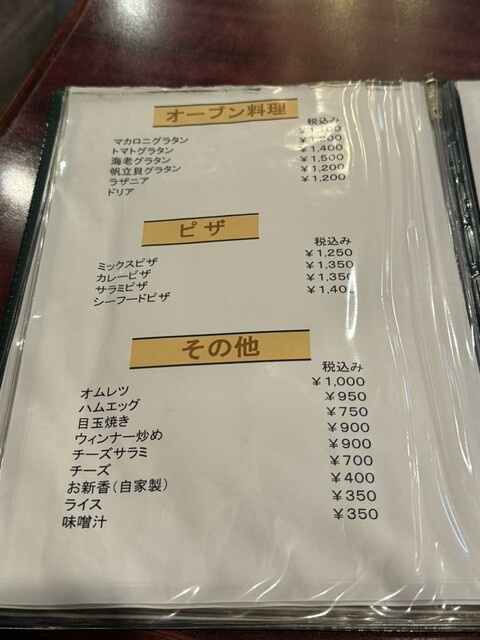 オーブン料理
税込み
マカロニグラタン
トマトグラタン ￥1,200
海老グラタン ￥1,400
帆立貝グラタン ￥1,500
ラザニア ￥1,200
ドリア ￥1,200
ピザ
税込み
ミックスピザ ￥1,250
カレーピザ ￥1,350
サラミピザ ￥1,350
シーフードピザ ￥1,400
その他
税込み
オムレツ ￥1,000
ハムエッグ ￥950
目玉焼き ￥750
ウィンナー炒め ￥900
チーズサラミ ￥900
チーズ ￥700
お新香(自家製) ￥400
ライス ￥350
味噌汁 ￥350